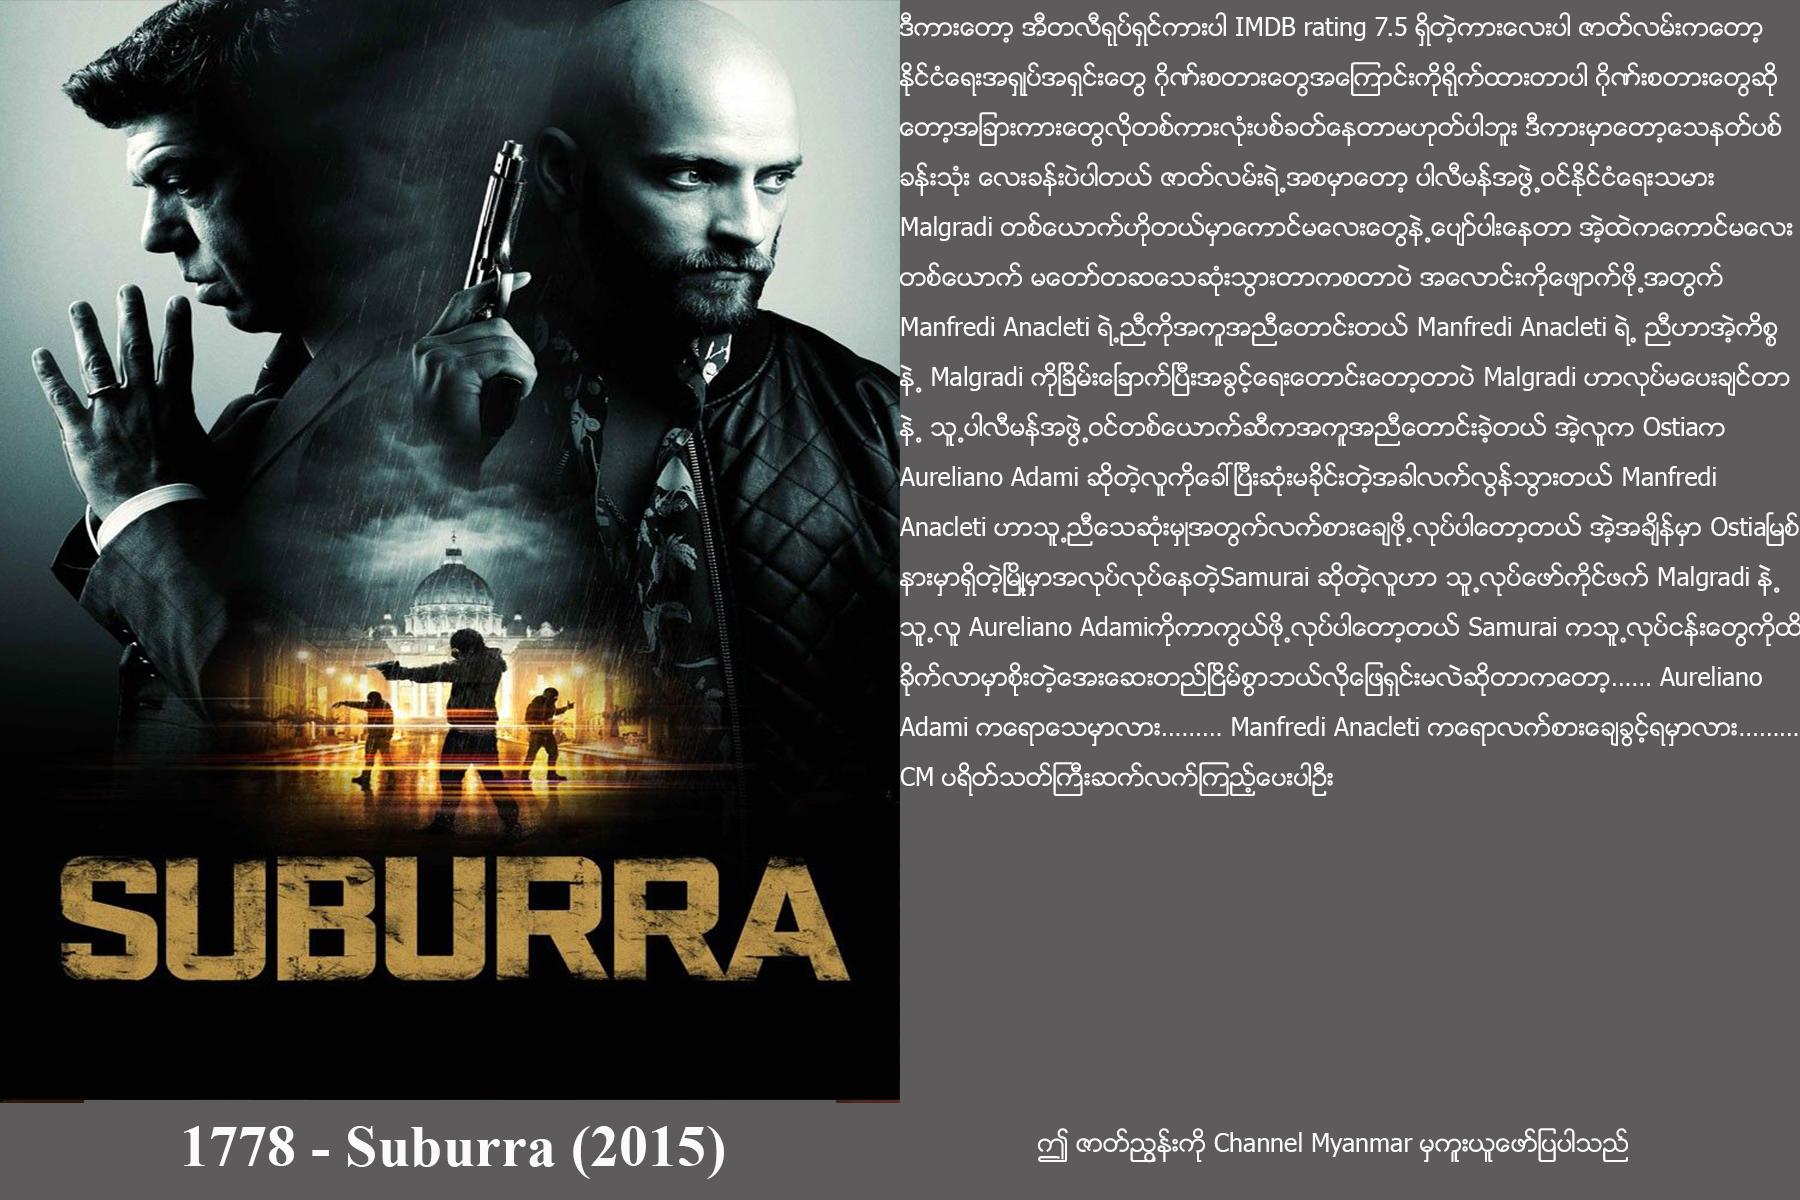 ဒီကားတော့ အီတလီရုပ်ရှင်ကားပါ IMDB rating 7.5 ရှိတဲ့ကားလေးပါ ဇာတ်လမ်းကတော့
နိုင်ငံရေးအရှုပ်အရှင်းတွေ ဂိုဏ်းစတားတွေအကြောင်းကိုရိုက်ထားတာပါ ဂိုဏ်းစတားတွေဆို
တော့အခြားကားတွေလိုတစ်ကားလုံးပစ်ခတ်နေတာမဟုတ်ပါဘူး ဒီကားမှာတော့သေနတ်ပစ်
ခန်းသုံး လေးခန်းပဲပါတယ် ဇာတ်လမ်းရဲ့အစမှာတော့ ပါလီမန်အဖွဲ့ဝင်နိုင်ငံရေးသမား
Malgradi တစ်ယောက်ဟိုတယ်မှာကောင်မလေးတွေနဲ့ပျော်ပါးနေတာ အဲ့ထဲကကောင်မလေး
တစ်ယောက် မတော်တဆသေဆုံးသွားတာကစတာပဲ အလောင်းကိုဖျောက်ဖို့အတွက်
Manfredi Anacleti ရဲ့ညီကိုအကူအညီတောင်းတယ် Manfredi Anacleti ရဲ့ ညီဟာအဲ့ကိစ္စ
နဲ့ Malgradi ကိုခြိမ်းခြောက်ပြီးအခွင့်ရေးတောင်းတော့တာပဲ Malgradi ဟာလုပ်မပေးချင်တာ
နဲ့ သူ့ပါလီမန်အဖွဲ့ဝင်တစ်ယောက်ဆီကအကူအညီတောင်းခဲ့တယ် အဲ့လူက Ostiaက
Aureliano Adami ဆိုတဲ့လူကိုခေါ်ပြီးဆုံးမခိုင်းတဲ့အခါလက်လွန်သွားတယ် Manfredi
Anacleti ဟာသူ့ညီသေဆုံးမှုအတွက်လက်စားချေဖို့လုပ်ပါတော့တယ် အဲ့အချိန်မှာ Ostiaမြစ်
နားမှာရှိတဲ့မြို့မှာအလုပ်လုပ်နေတဲ့Samurai ဆိုတဲ့လူဟာ သူ့လုပ်ဖော်ကိုင်ဖက် Malgradi နဲ့
သူ့လူ Aureliano Adamiကိုကာကွယ်ဖို့လုပ်ပါတော့တယ် Samurai ကသူ့လုပ်ငန်းတွေကိုထိ
ခိုက်လာမှာစိုးတဲ့အေးဆေးတည်ငြိမ်စွာဘယ်လိုဖြေရှင်းမလဲဆိုတာကတော့...... Aureliano
Adami ကရောသေမှာလား......... Manfredi Anacleti ကရောလက်စားချေခွင့်ရမှာလား.........
CM ပရိတ်သတ်ကြီးဆက်လက်ကြည့်ပေးပါဦး
SUBURRA
1778 - Suburra (2015)
ဤ ဇာတ်ညွှန်းကို Channel Myanmar မှကူးယူဖော်ပြပါသည်